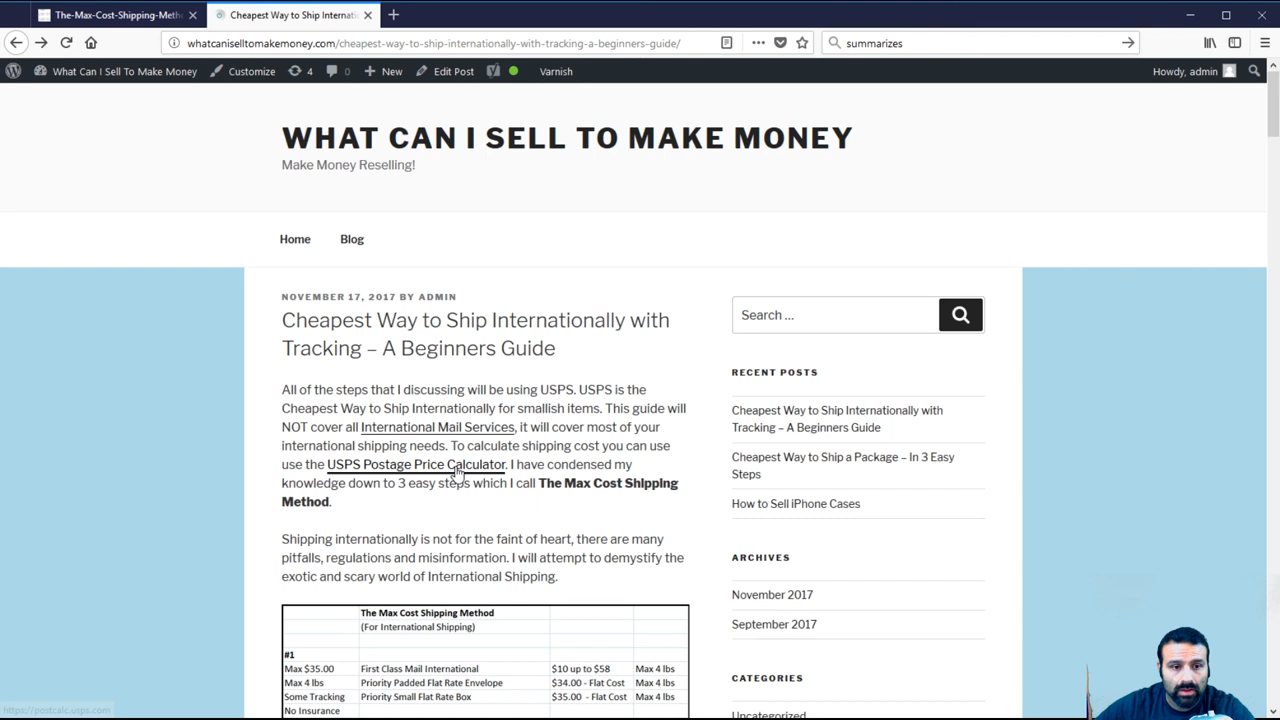 The-Max-Cost-Shipping-Meth
Cheapest Way to Ship Internatio
whatcaniselltomakemoney.com/cheapest-way-to-ship-internationally-with-tracking-a-beginners-guide/
summarizes
What Can I Sell To Make Money
Customize
4
0
New
Edit Post
Varnish
Howdy, admin
WHAT CAN I SELL TO MAKE MONEY
Make Money Reselling!
Home
Blog
NOVEMBER 17, 2017 BY ADMIN
Cheapest Way to Ship Internationally with
Tracking – A Beginners Guide
All of the steps that I discussing will be using USPS. USPS is the
Cheapest Way to Ship Internationally for smallish items. This guide will
NOT cover all International Mail Services, it will cover most of your
international shipping needs. To calculate shipping cost you can use
use the USPS Postage Price Calculator. I have condensed my
knowledge down to 3 easy steps which I call The Max Cost Shipping
Method.
Shipping internationally is not for the faint of heart, there are many
pitfalls, regulations and misinformation. I will attempt to demystify the
exotic and scary world of International Shipping.
The Max Cost Shipping Method
(For International Shipping)
#1
Max $35.00 First Class Mail International $10 up to $58 Max 4 lbs
Max 4 lbs Priority Padded Flat Rate Envelope $34.00 - Flat Cost Max 4 lbs
Some Tracking Priority Small Flat Rate Box $35.00 - Flat Cost Max 4 lbs
No Insurance
Search …
RECENT POSTS
Cheapest Way to Ship Internationally with
Tracking – A Beginners Guide
Cheapest Way to Ship a Package – In 3 Easy
Steps
How to Sell iPhone Cases
ARCHIVES
November 2017
September 2017
CATEGORIES
Uncategorized
https://postcalc.usps.com